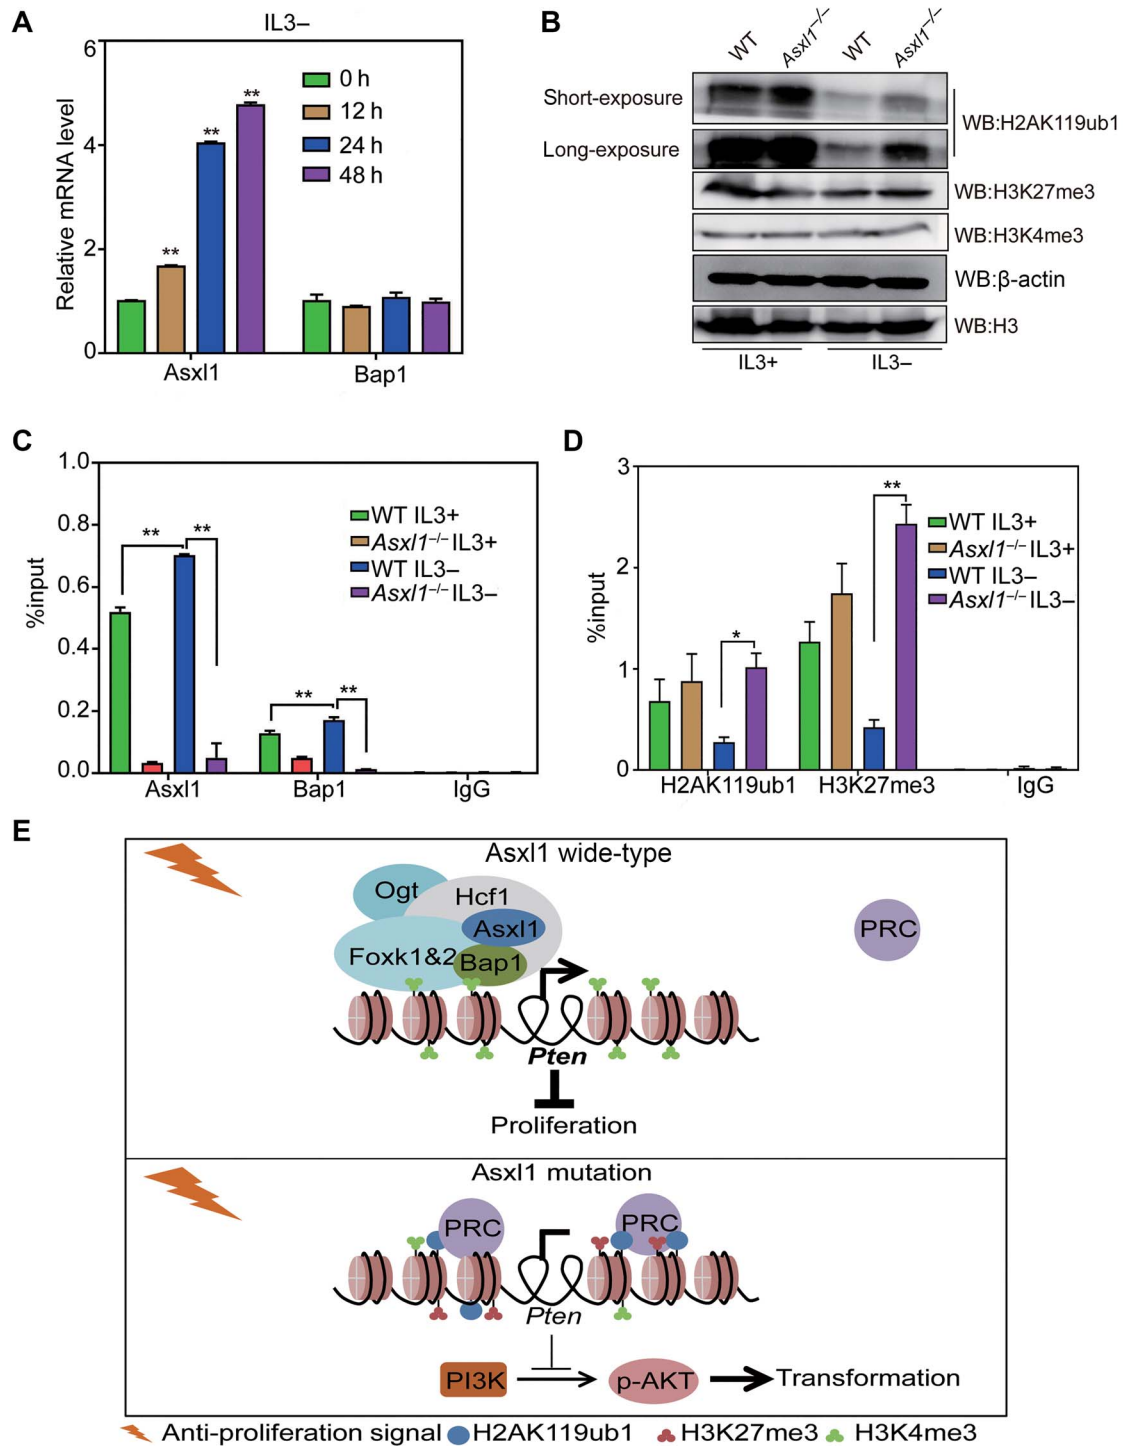 A
IL3–
Relative mRNA level
6
4
2
0
0 h
12 h
24 h
48 h
**
**
**
Asxl1
Bap1
B
WT
Asxl1–/–
WT
Asxl1–/–
Short-exposure
Long-exposure
WB:H2AK119ub1
WB:H3K27me3
WB:H3K4me3
WB:β-actin
WB:H3
IL3+
IL3–
C
%input
1.0
0.8
0.6
0.4
0.2
0.0
WT IL3+
Asxl1–/– IL3+
WT IL3–
Asxl1–/– IL3–
**
**
**
**
Asxl1
Bap1
IgG
D
%input
3
2
1
0
WT IL3+
Asxl1–/– IL3+
WT IL3–
Asxl1–/– IL3–
*
**
H2AK119ub1
H3K27me3
IgG
E
Asxl1 wide-type
Ogt
Hcf1
Asxl1
Foxk1&2
Bap1
PRC
Pten
Proliferation
Asxl1 mutation
PRC
PRC
Pten
PI3K
p-AKT
Transformation
Anti-proliferation signal
H2AK119ub1
H3K27me3
H3K4me3